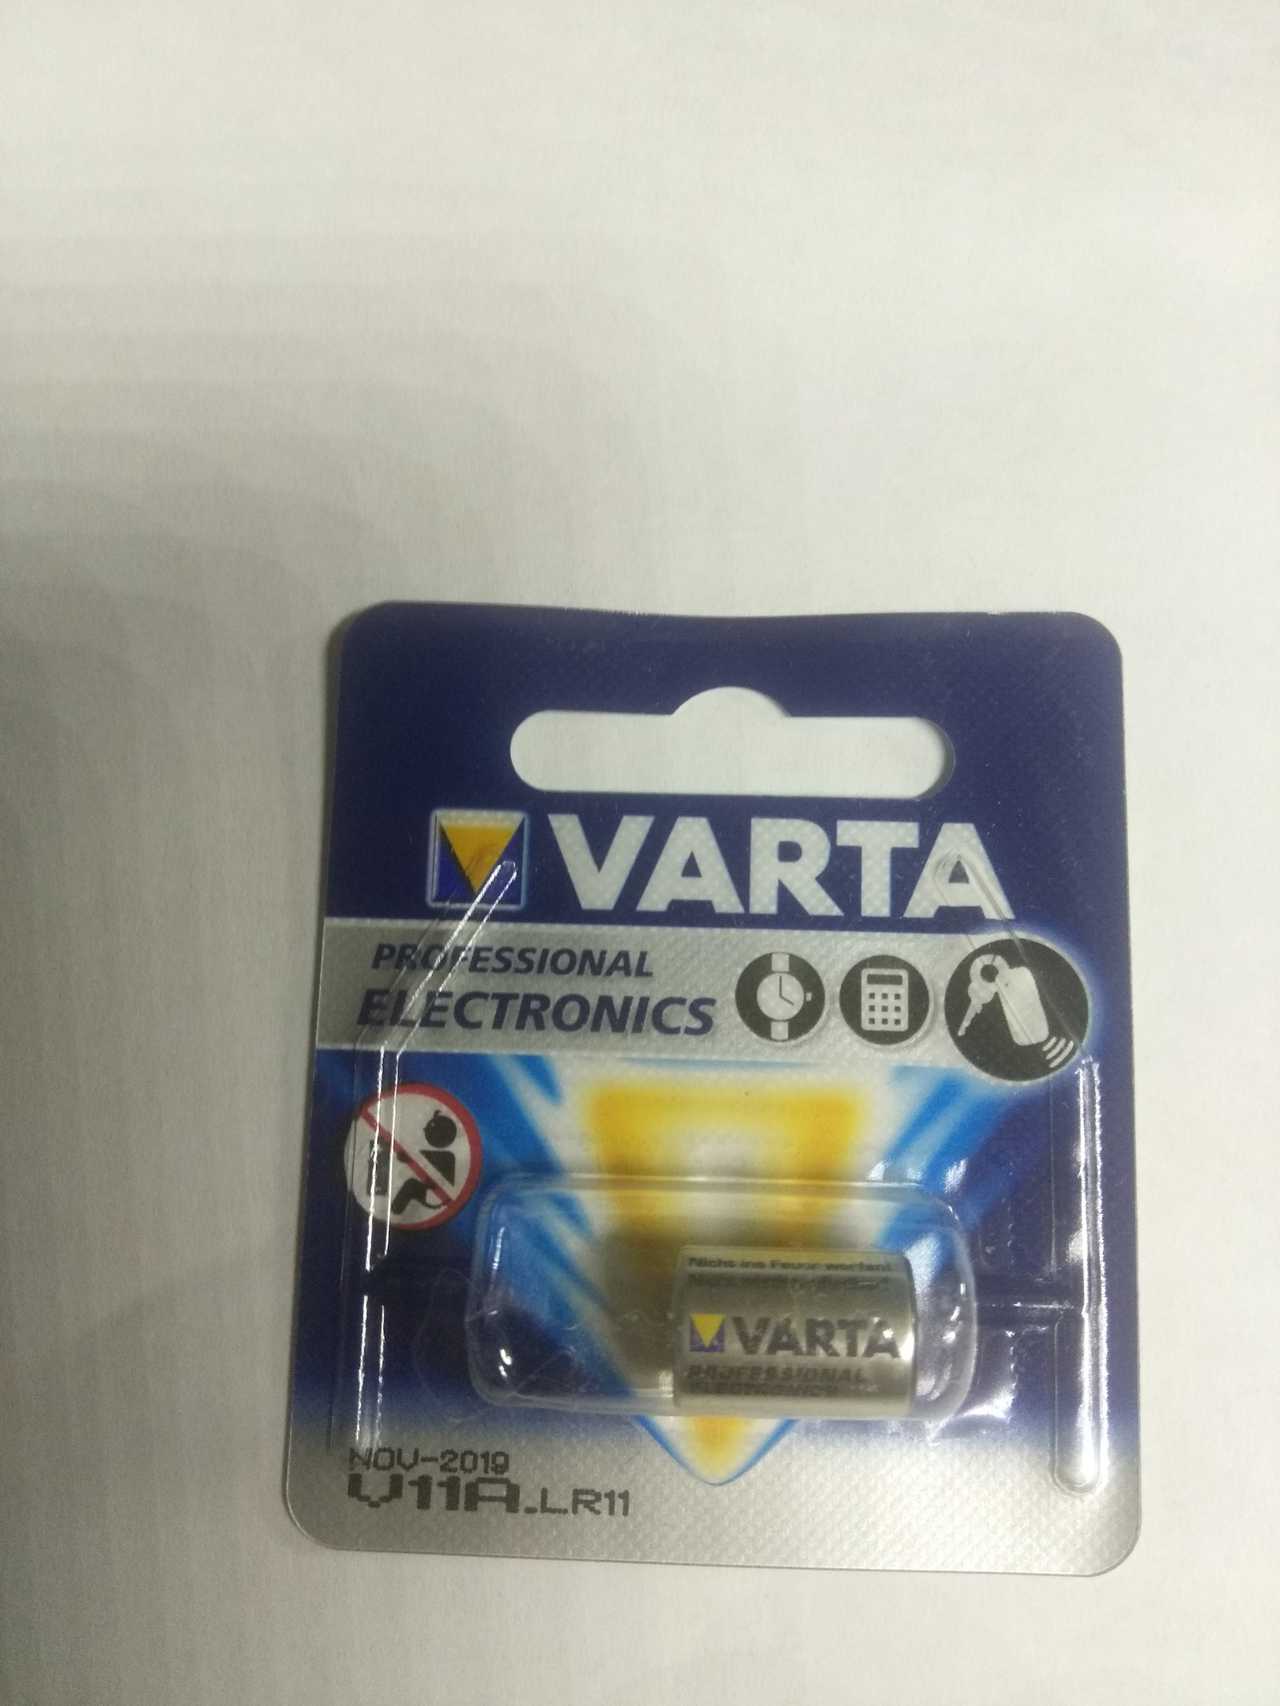 VARTA
PROFESSIONAL
ELECTRONICS
Nicht ins Feuer werfen!
VARTA
PROFESSIONAL
ELECTRONICS
NOV-2019
V11A.LR11